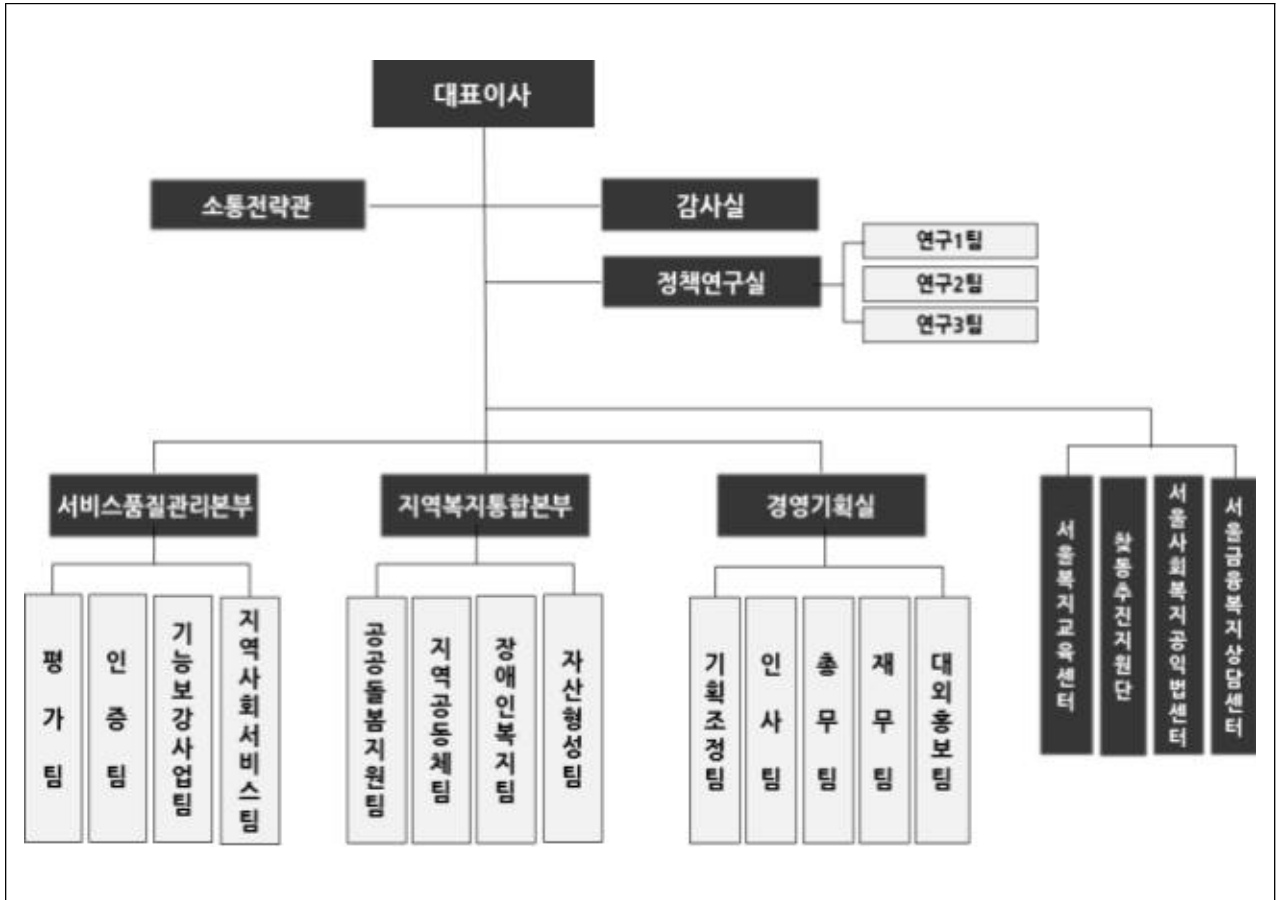 대표이사
소통전략관
감사실
정책연구실
연구1팀
연구2팀
연구3팀
서비스품질관리본부
평가팀
인증팀
기능보강사업팀
지역사회서비스팀
지역복지통합본부
공공돌봄지원팀
지역공동체팀
장애인복지팀
자산형성팀
경영기획실
기획조정팀
인사팀
총무팀
재무팀
대외홍보팀
서울복지교육센터
찾동추진지원단
서울사회복지공익법센터
서울금융복지상담센터